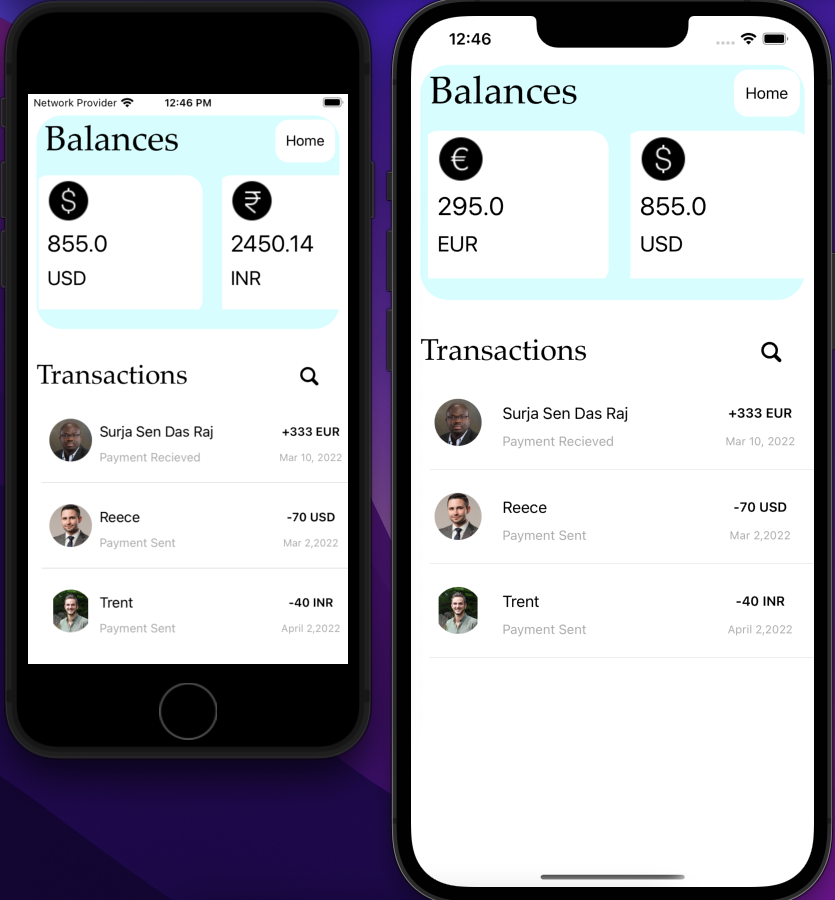 Network Provider 12:46 PM
Balances Home
855.0 2450.14
USD INR
Transactions
Surja Sen Das Raj +333 EUR
Payment Recieved Mar 10, 2022
Reece -70 USD
Payment Sent Mar 2,2022
Trent -40 INR
Payment Sent April 2,2022
12:46
Balances Home
295.0 855.0
EUR USD
Transactions
Surja Sen Das Raj +333 EUR
Payment Recieved Mar 10, 2022
Reece -70 USD
Payment Sent Mar 2,2022
Trent -40 INR
Payment Sent April 2,2022